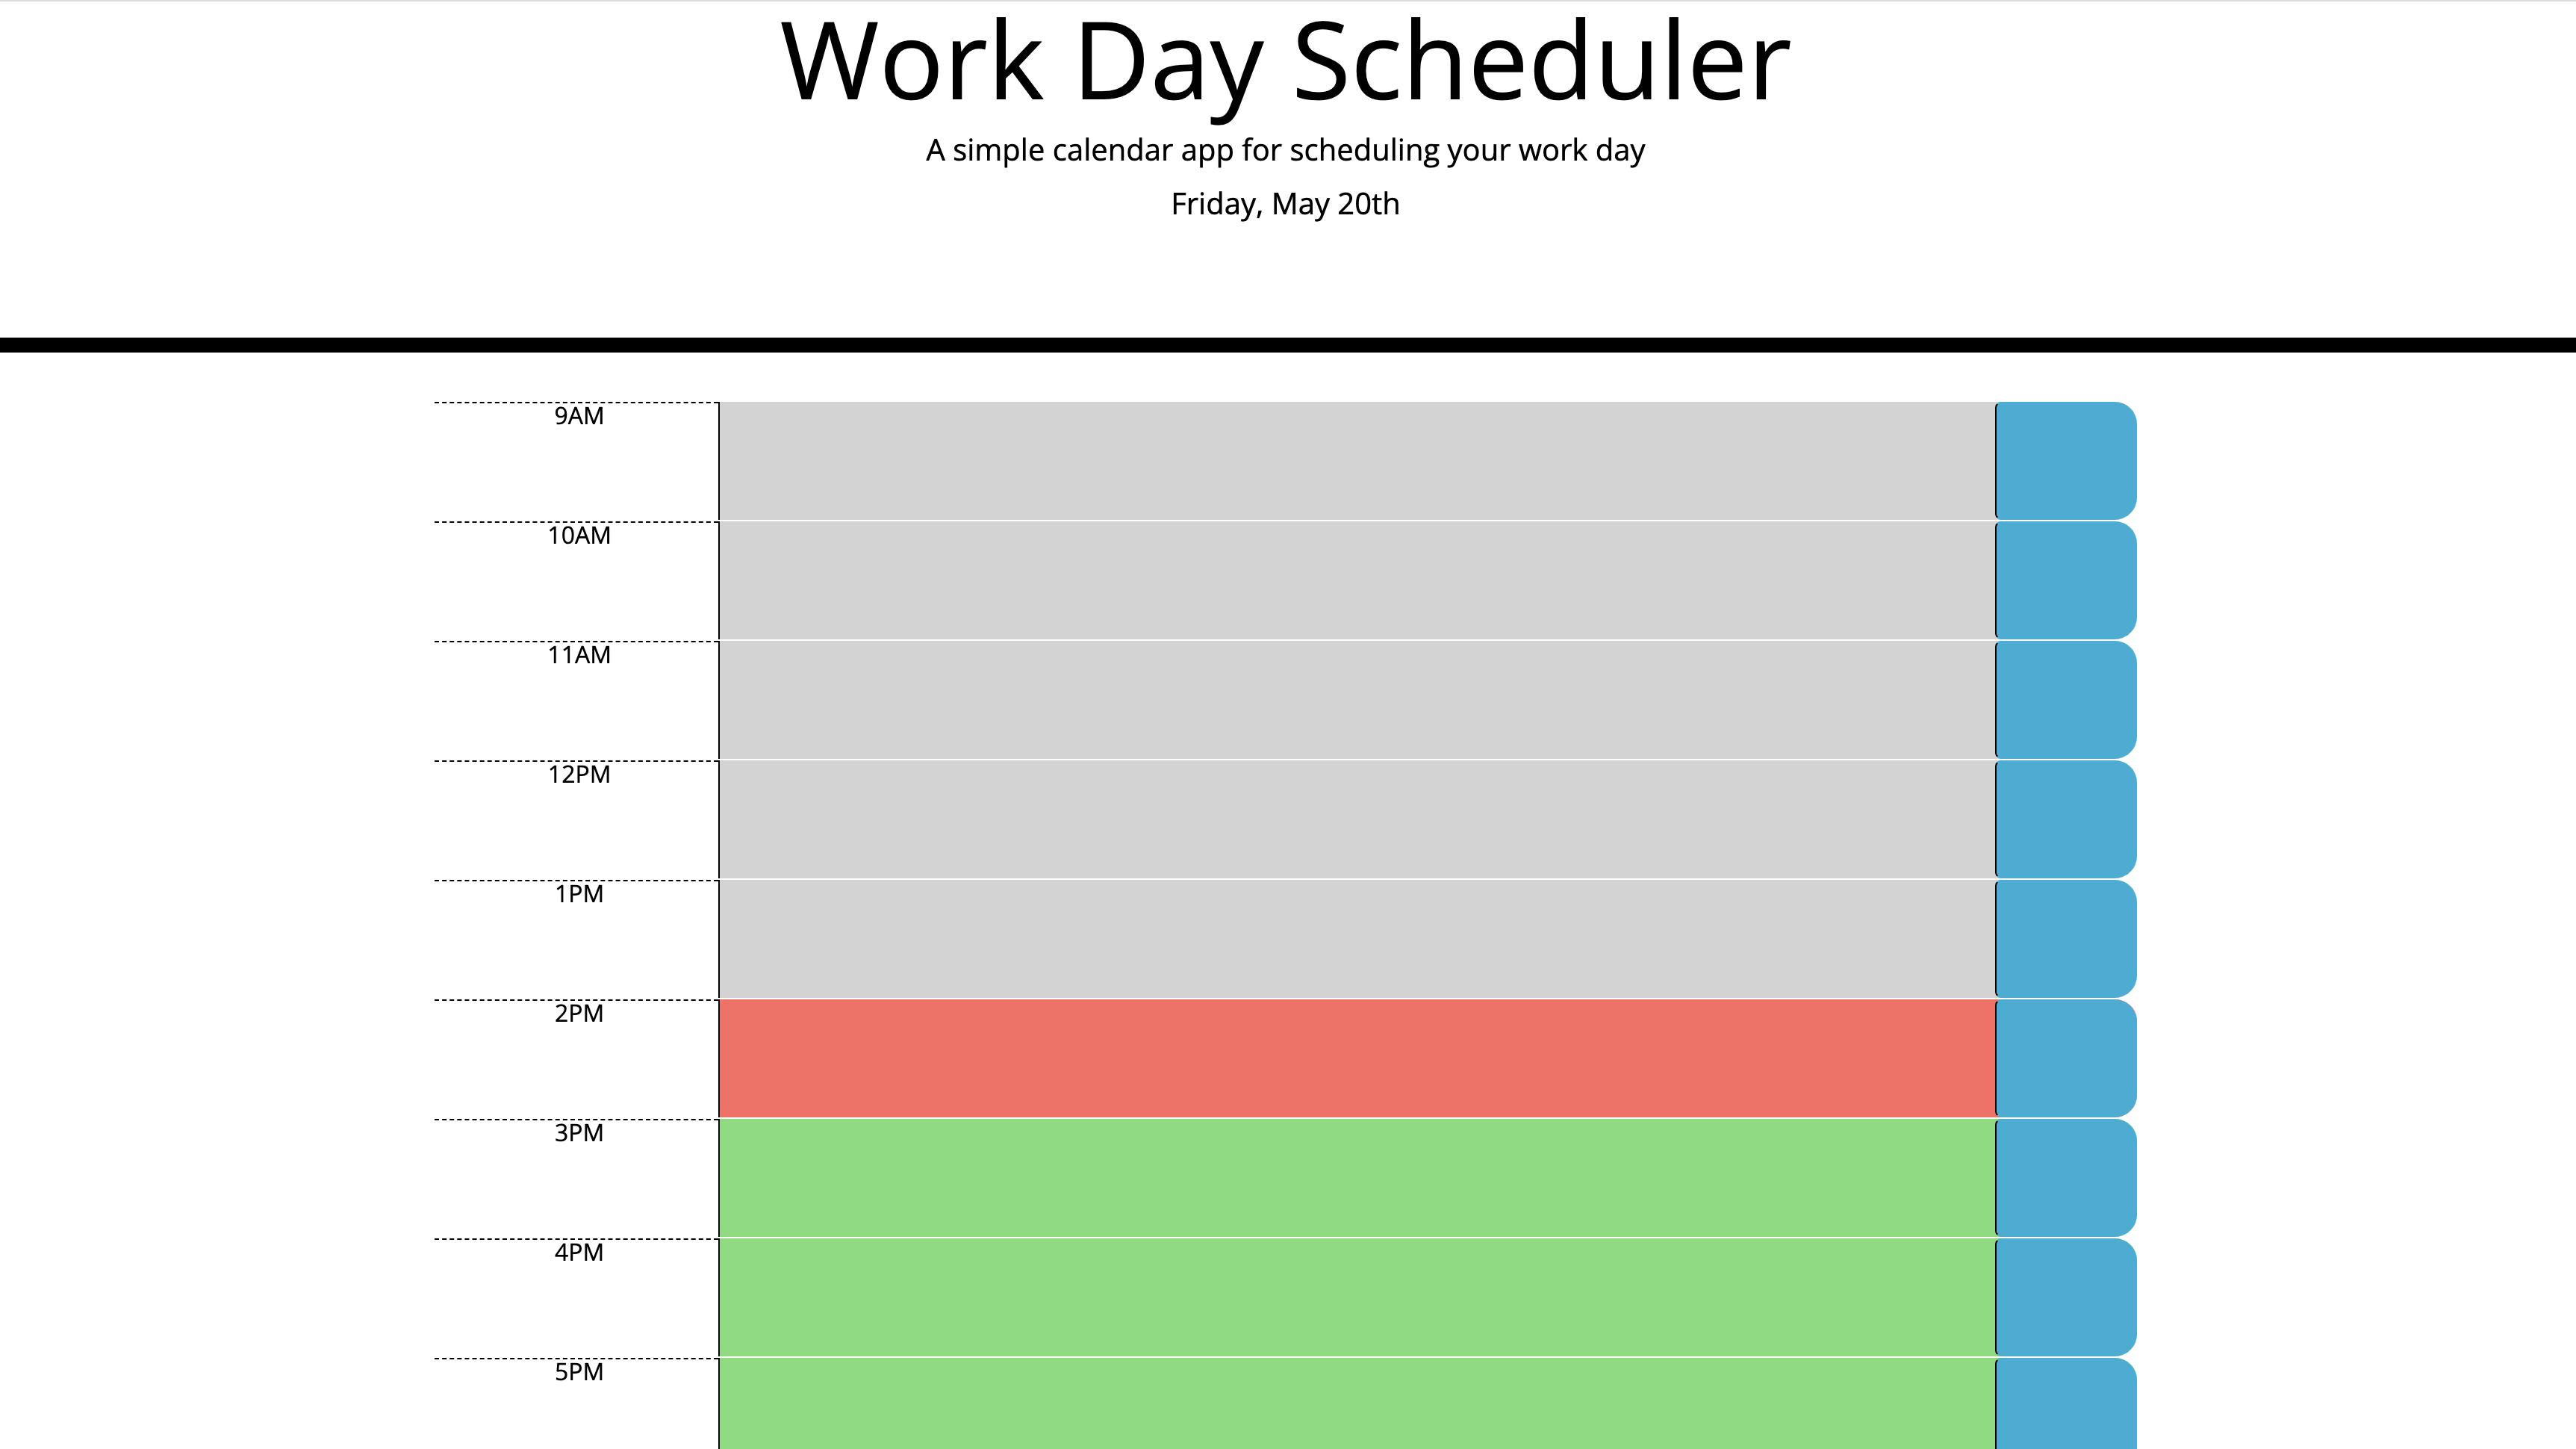 Work Day Scheduler
A simple calendar app for scheduling your work day
Friday, May 20th
9AM
10AM
11AM
12PM
1PM
2PM
3PM
4PM
5PM